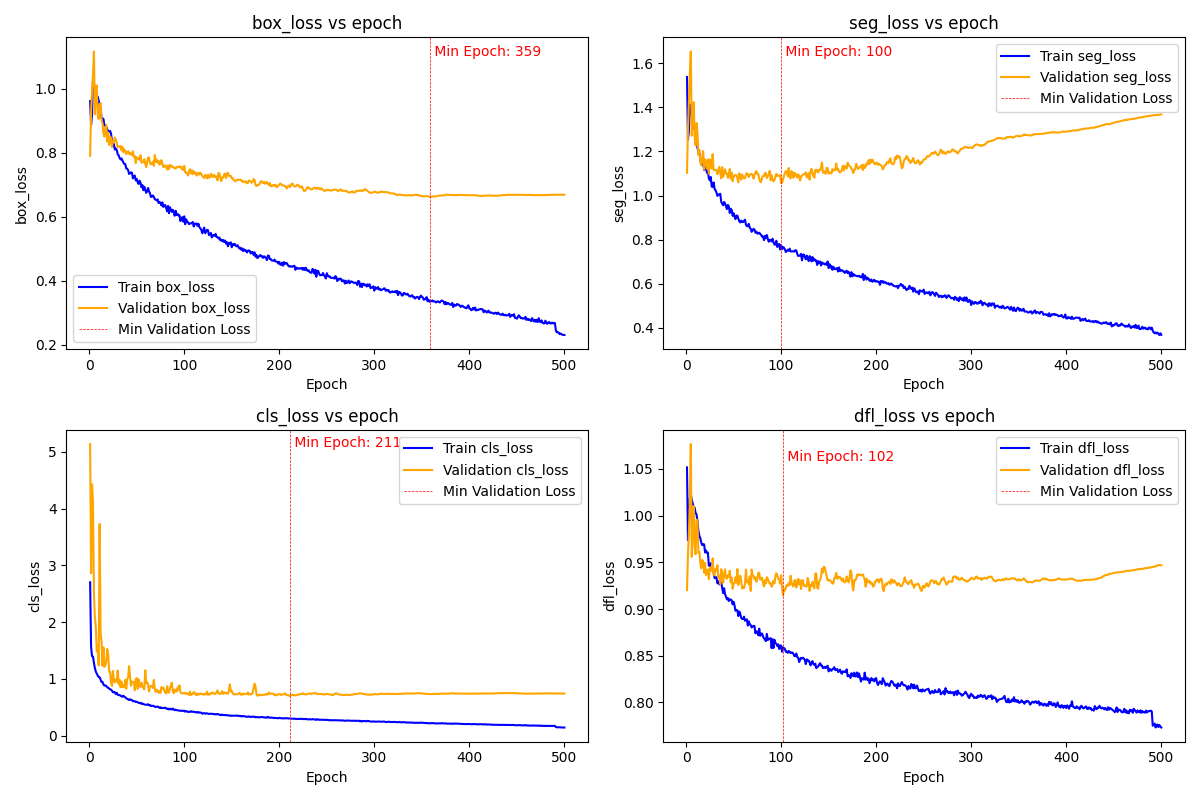 box_loss vs epoch
Min Epoch: 359
box_loss
1.0
0.8
0.6
0.4
0.2
Train box_loss
Validation box_loss
Min Validation Loss
0 100 200 300 400 500
Epoch
seg_loss vs epoch
Min Epoch: 100
seg_loss
1.6
1.4
1.2
1.0
0.8
0.6
0.4
Train seg_loss
Validation seg_loss
Min Validation Loss
0 100 200 300 400 500
Epoch
cls_loss vs epoch
Min Epoch: 211
cls_loss
5
4
3
2
1
0
Train cls_loss
Validation cls_loss
Min Validation Loss
0 100 200 300 400 500
Epoch
dfl_loss vs epoch
Min Epoch: 102
dfl_loss
1.05
1.00
0.95
0.90
0.85
0.80
Train dfl_loss
Validation dfl_loss
Min Validation Loss
0 100 200 300 400 500
Epoch